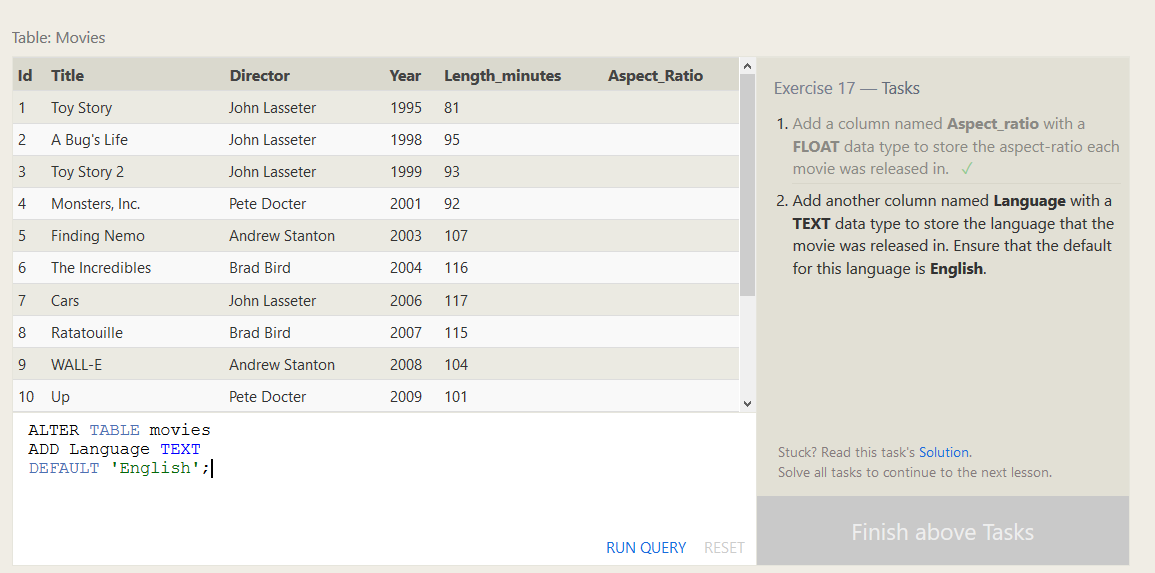 Table: Movies
Id Title Director Year Length_minutes Aspect_Ratio
1 Toy Story John Lasseter 1995 81
2 A Bug's Life John Lasseter 1998 95
3 Toy Story 2 John Lasseter 1999 93
4 Monsters, Inc. Pete Docter 2001 92
5 Finding Nemo Andrew Stanton 2003 107
6 The Incredibles Brad Bird 2004 116
7 Cars John Lasseter 2006 117
8 Ratatouille Brad Bird 2007 115
9 WALL-E Andrew Stanton 2008 104
10 Up Pete Docter 2009 101
ALTER TABLE movies
ADD Language TEXT
DEFAULT 'English';
RUN QUERY RESET
Exercise 17 — Tasks
1. Add a column named Aspect_ratio with a
FLOAT data type to store the aspect-ratio each
movie was released in. ✓
2. Add another column named Language with a
TEXT data type to store the language that the
movie was released in. Ensure that the default
for this language is English.
Stuck? Read this task's Solution.
Solve all tasks to continue to the next lesson.
Finish above Tasks